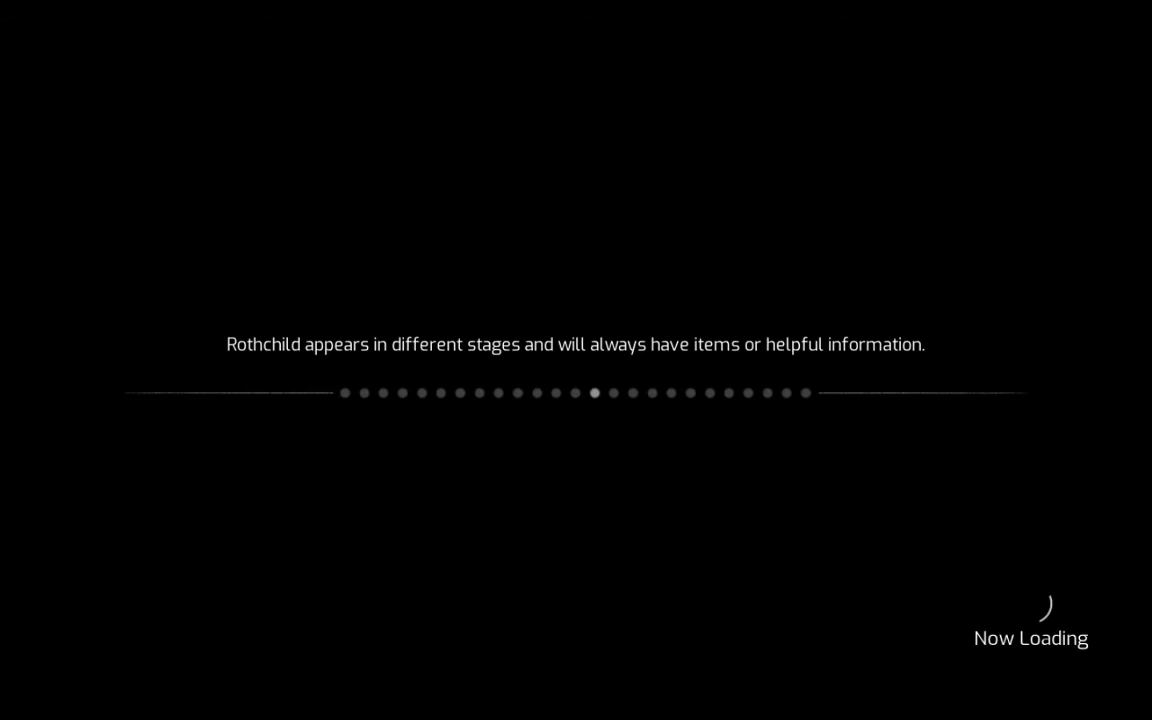 Rothchild appears in different stages and will always have items or helpful information.
Now Loading